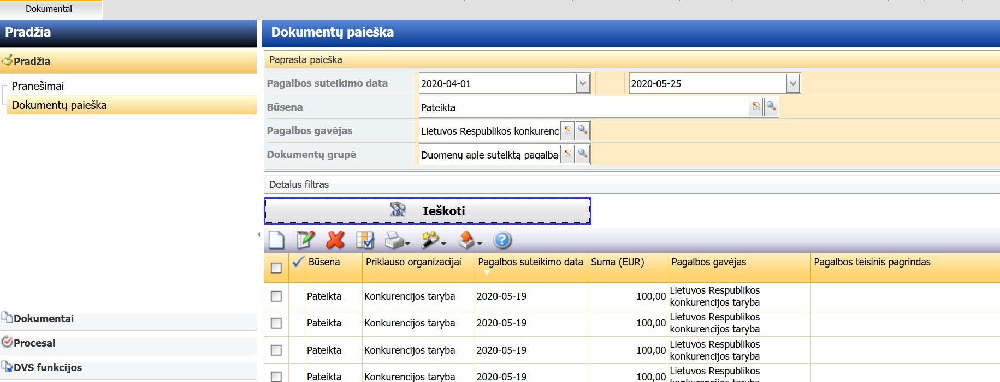 Dokumentai
Pradžia
Dokumentų paieška
Pradžia
Pranešimai
Dokumentų paieška
Dokumentai
Procesai
DVS funkcijos
Paprasta paieška
Pagalbos suteikimo data 2020-04-01 2020-05-25
Būsena Pateikta
Pagalbos gavėjas Lietuvos Respublikos konkurenc
Dokumentų grupė Duomenų apie suteiktą pagalbą
Detalus filtras
ABC Ieškoti
Būsena Priklauso organizacijai Pagalbos suteikimo data Suma (EUR) Pagalbos gavėjas Pagalbos teisinis pagrindas
Pateikta Konkurencijos taryba 2020-05-19 100,00 Lietuvos Respublikos
konkurencijos taryba
Pateikta Konkurencijos taryba 2020-05-19 100,00 Lietuvos Respublikos
konkurencijos taryba
Pateikta Konkurencijos taryba 2020-05-19 100,00 Lietuvos Respublikos
konkurencijos taryba
Pateikta Konkurencijos taryba 2020-05-19 100,00 Lietuvos Respublikos